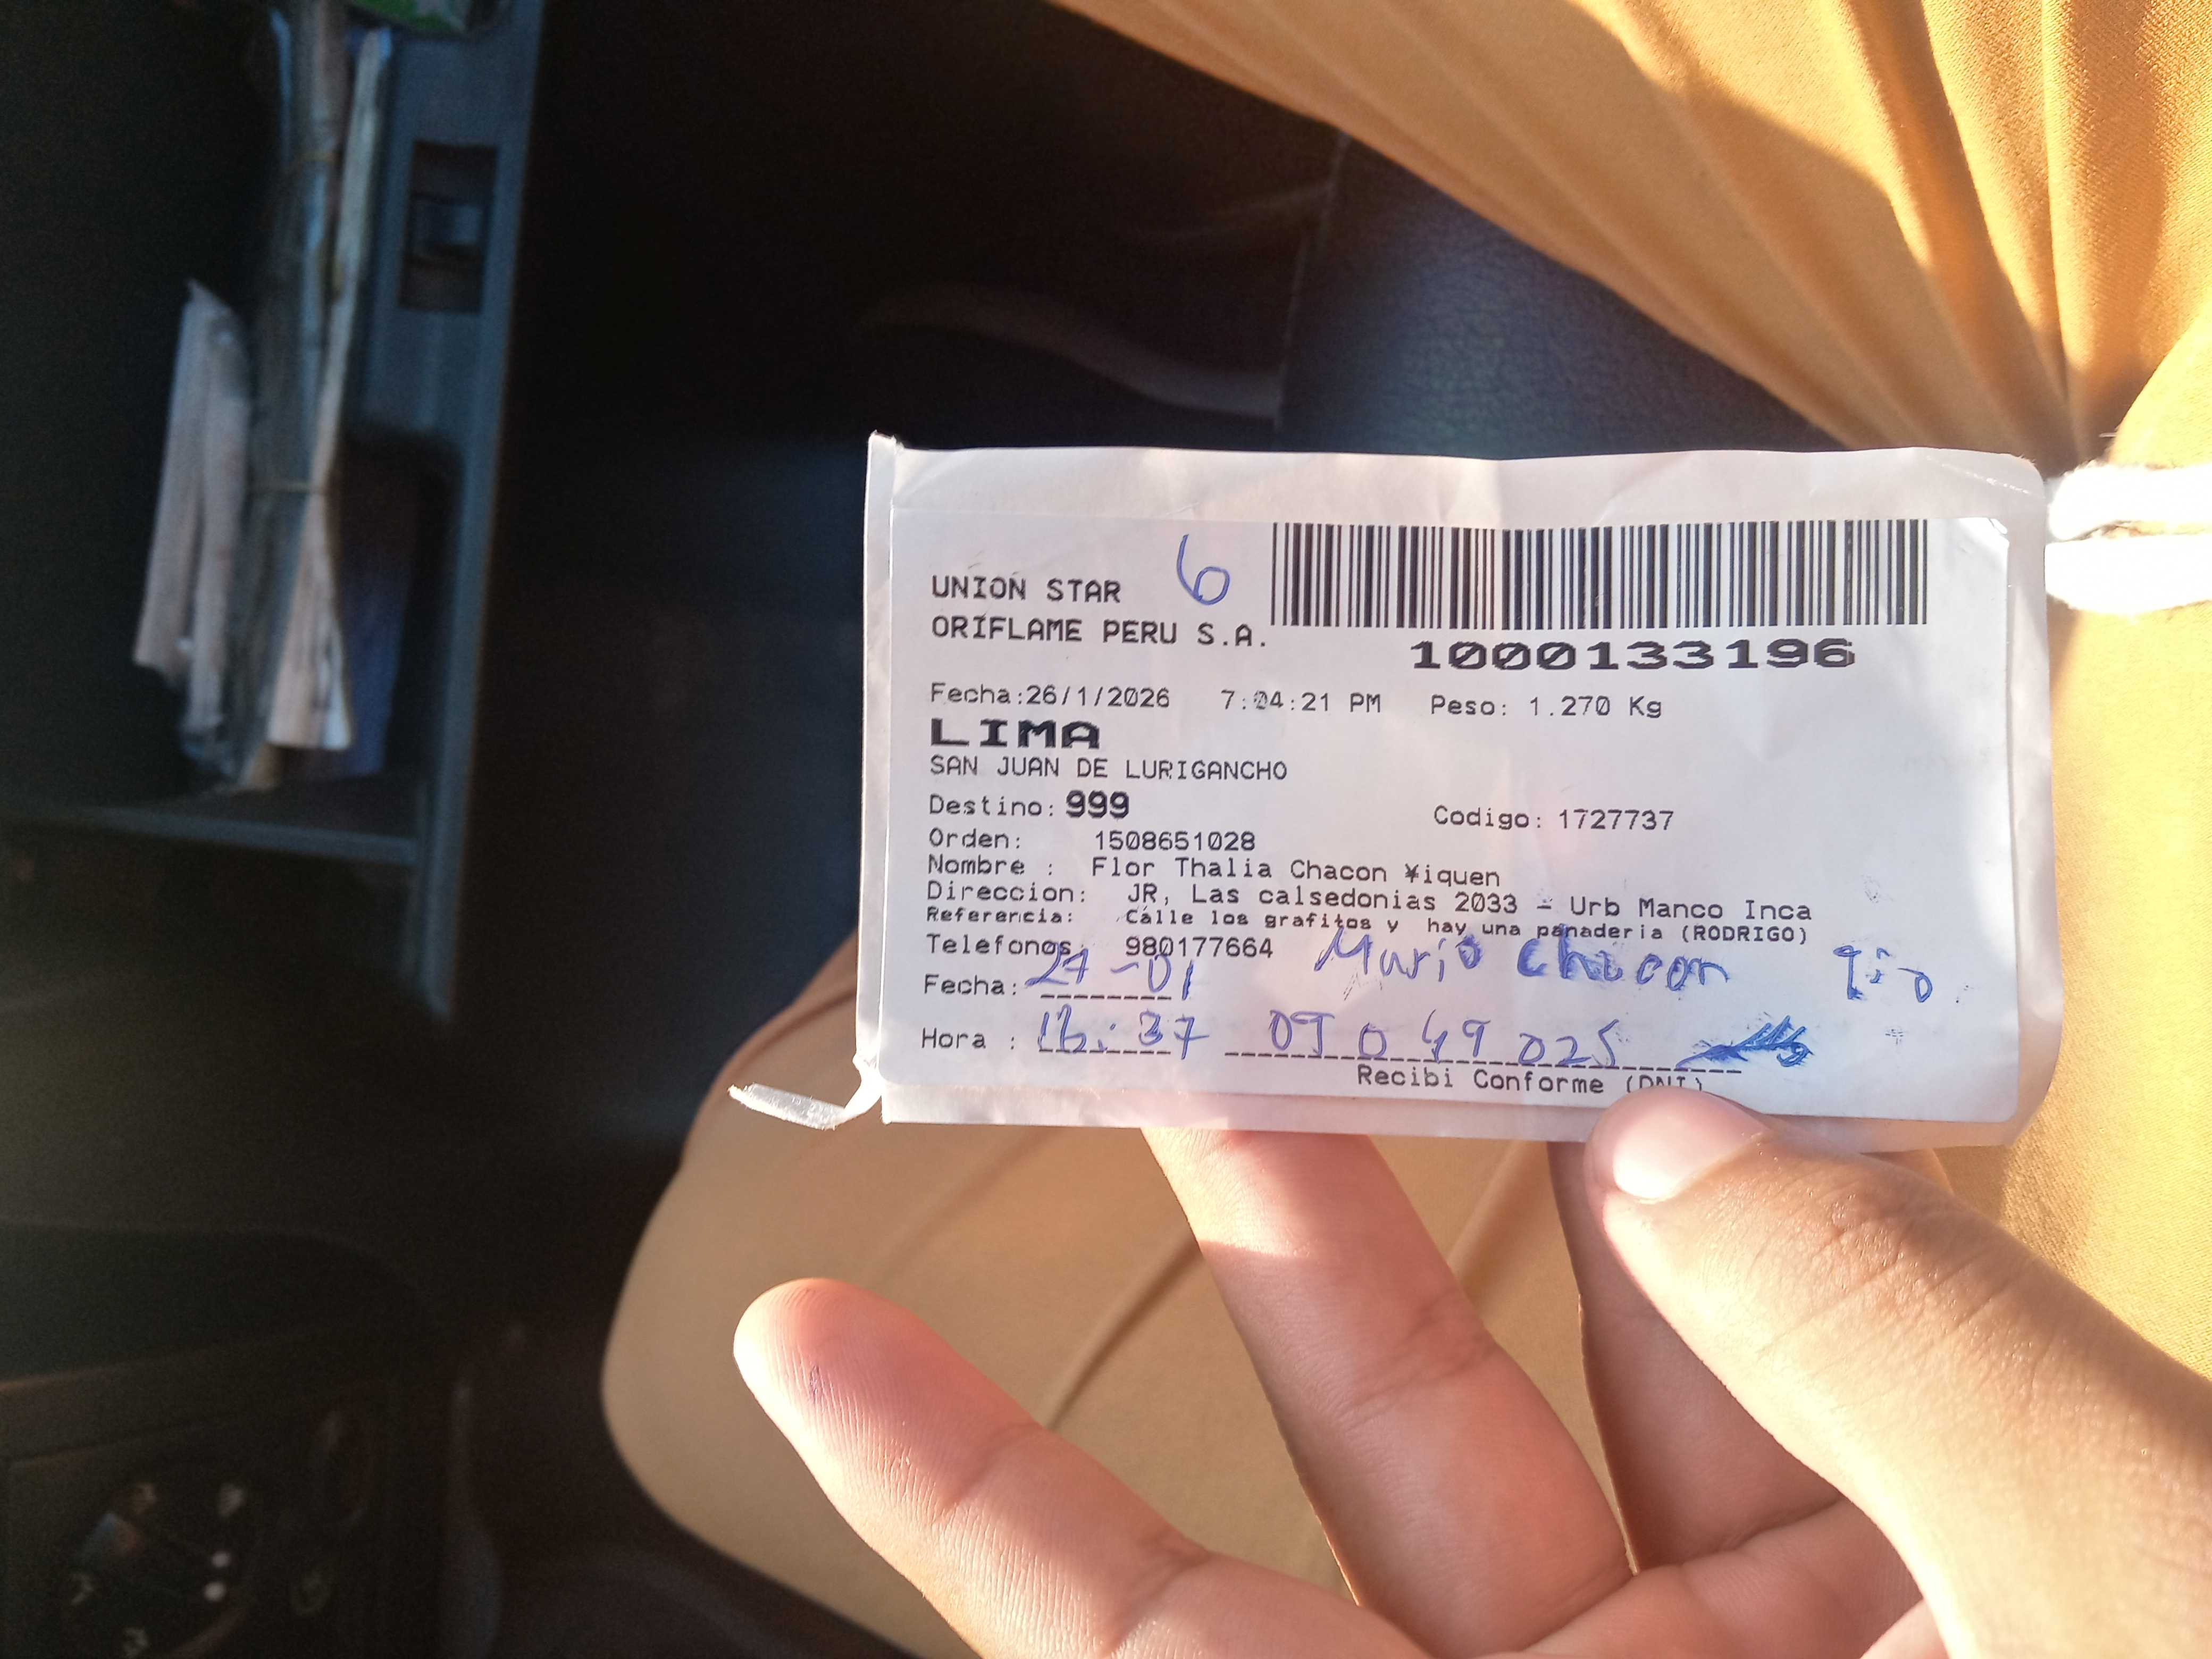 UNION STAR 6
ORIFLAME PERU S.A.
1000133196
Fecha:26/1/2026 7:04:21 PM Peso: 1.270 Kg
LIMA
SAN JUAN DE LURIGANCHO
Destino: 999 Codigo: 1727737
Orden: 1508651028
Nombre : Flor Thalia Chacon ¥iquen
Direccion: JR, Las calsedonias 2033 - Urb Manco Inca
Referencia: Calle los grafitos y hay una panaderia (RODRIGO)
Telefonos: 980177664 Mario Chacon Tio
Fecha: 27-01
Hora : 16:37 09049025
Recibi Conforme (DNI)